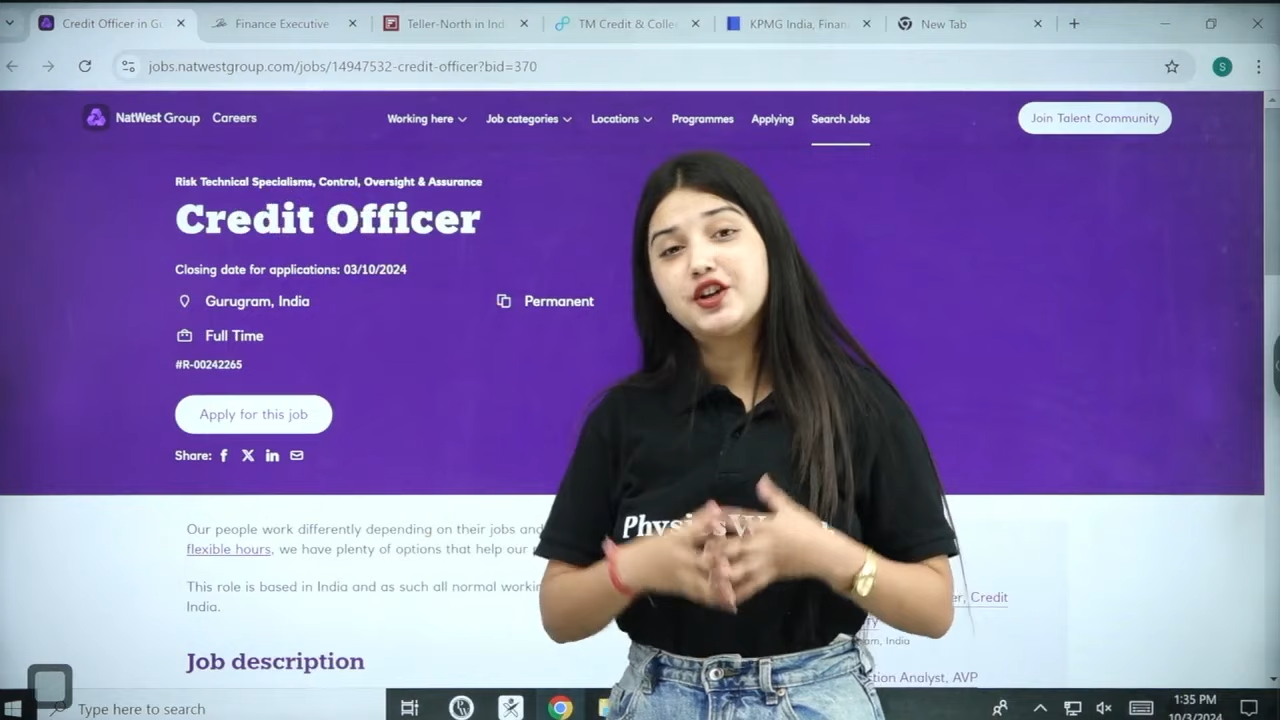 Credit Officer in Gu
Finance Executive
Teller-North in Ind
TM Credit & Colle
KPMG India, Finan
New Tab
jobs.natwestgroup.com/jobs/14947532-credit-officer?bid=370
S
NatWest Group Careers
Working here
Job categories
Locations
Programmes
Applying
Search Jobs
Join Talent Community
Risk Technical Specialisms, Control, Oversight & Assurance
Credit Officer
Closing date for applications: 03/10/2024
Gurugram, India
Permanent
Full Time
#R-00242265
Apply for this job
Share:
Our people work differently depending on their jobs and
flexible hours, we have plenty of options that help our
This role is based in India and as such all normal workin
India.
er, Credit
ry
am, India
Job description
ction Analyst, AVP
Type here to search
1:35 PM
10/3/2024